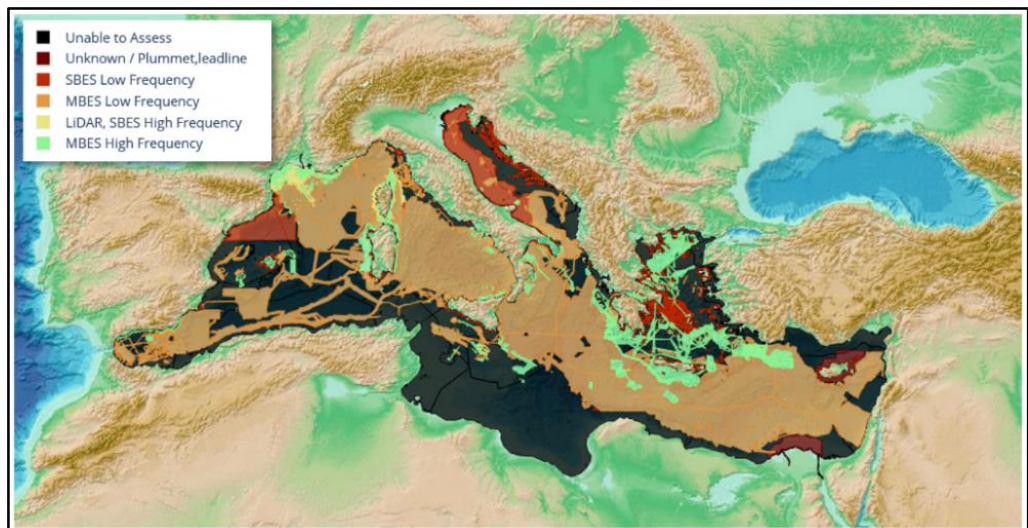 Unable to Assess
Unknown / Plummet,leadline
SBES Low Frequency
MBES Low Frequency
LiDAR, SBES High Frequency
MBES High Frequency